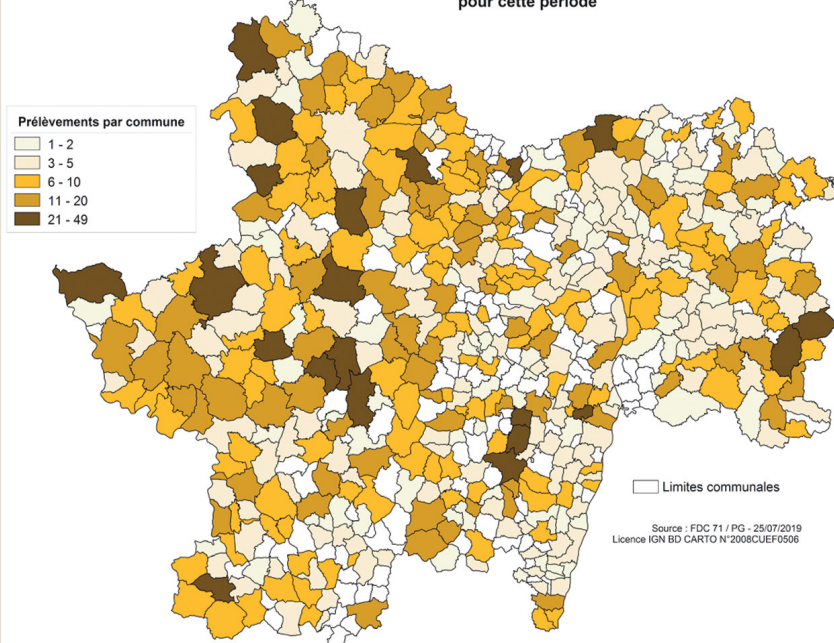 pour cette période
Prélèvements par commune
1 - 2
3 - 5
6 - 10
11 - 20
21 - 49
Limites communales
Source : FDC 71 / PG - 25/07/2019
Licence IGN BD CARTO N°2008CUEF0506